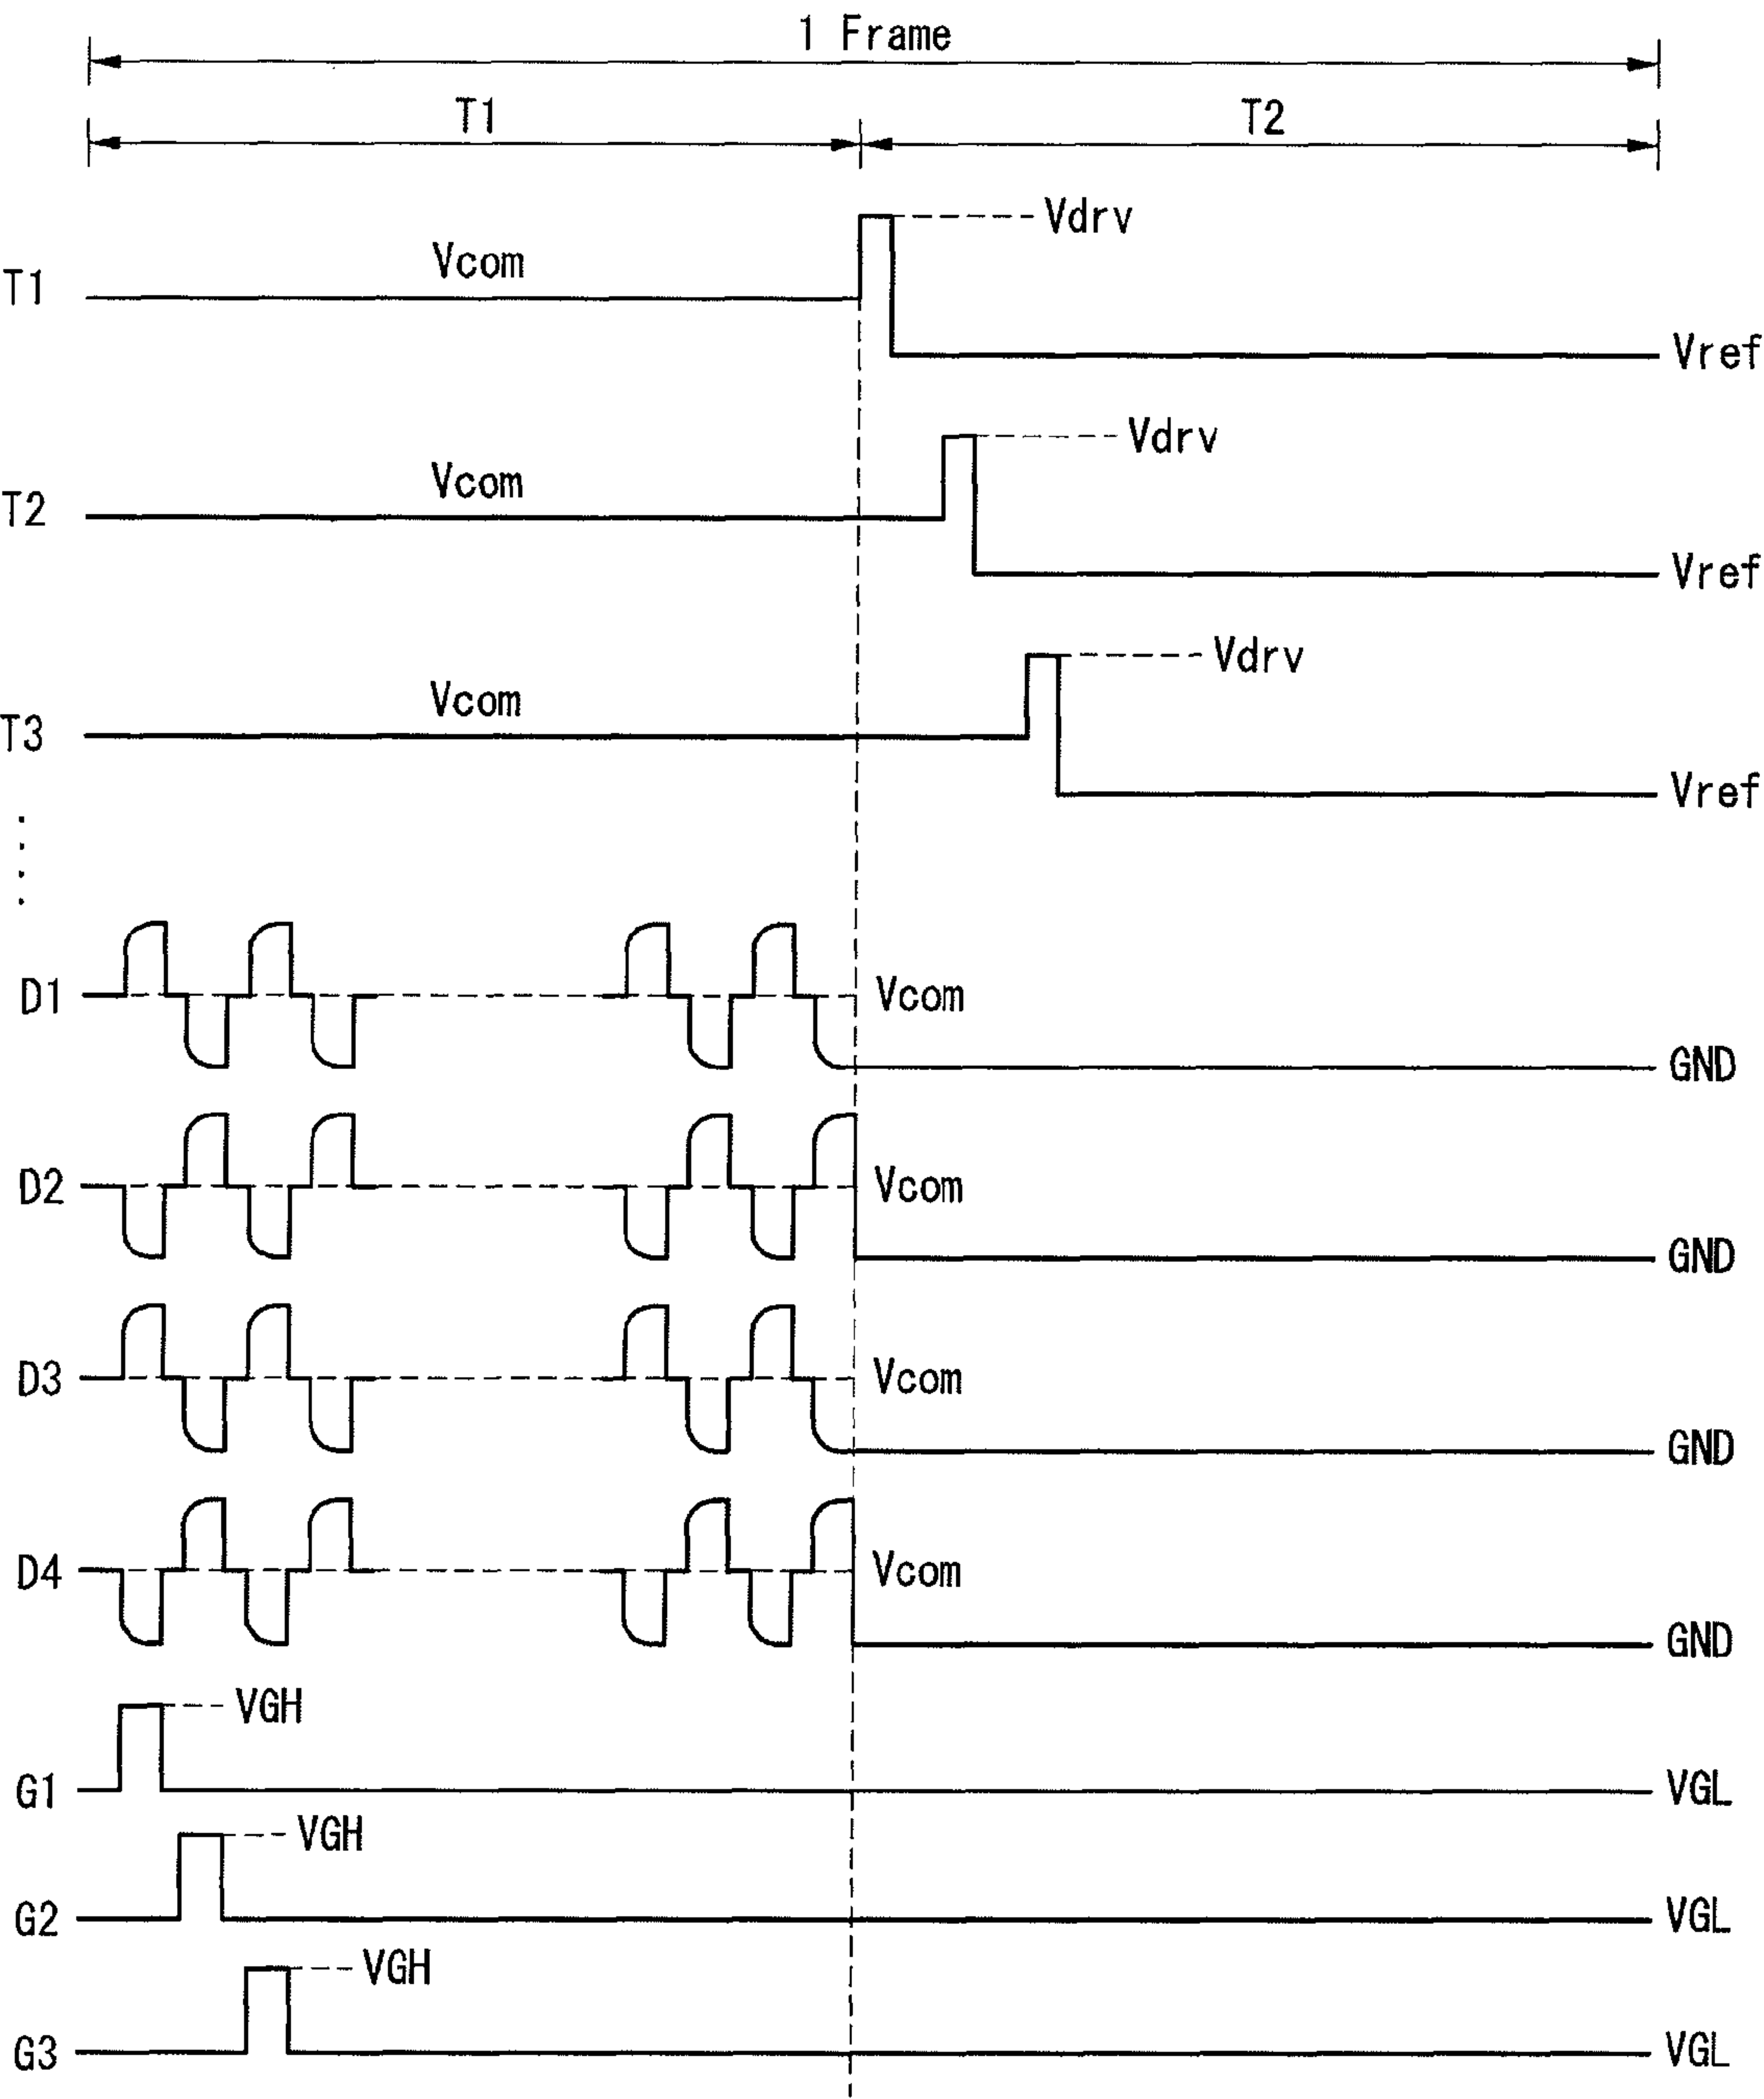 1 Frame
T1 T2
Vdrv
Vcom
T1
Vref
Vdrv
Vcom
T2
Vref
Vdrv
Vcom
T3
Vref
D1 Vcom
GND
D2 Vcom
GND
D3 Vcom
GND
D4 Vcom
GND
VGH
G1 VGL
VGH
G2 VGL
VGH
G3 VGL